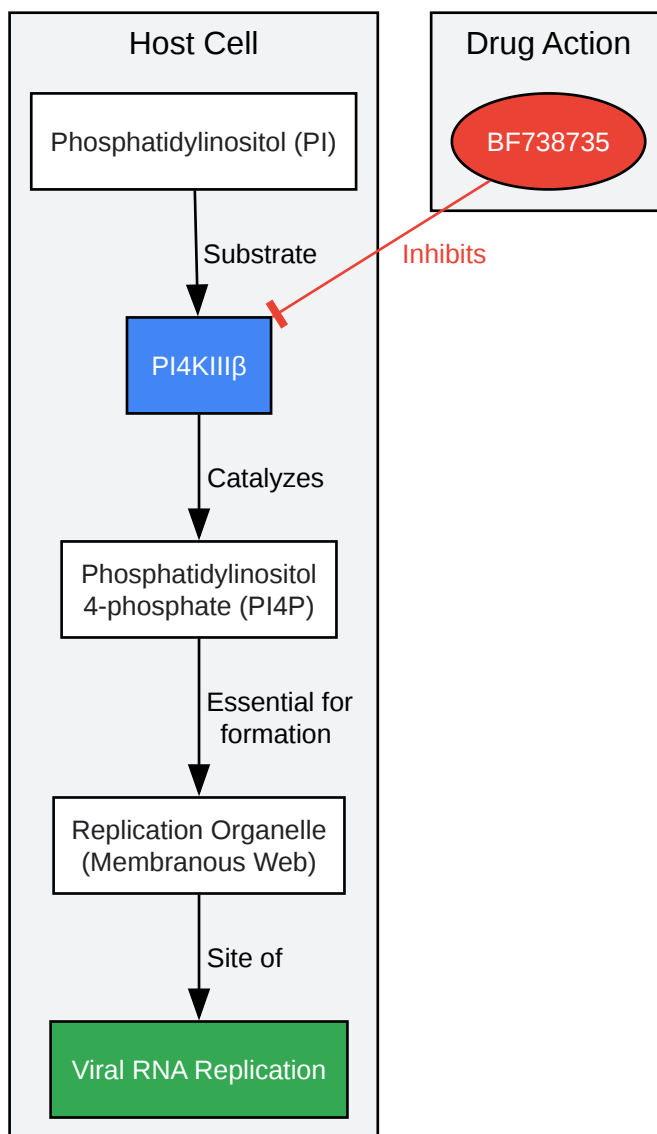 Host Cell
Drug Action
Phosphatidylinositol (PI)
BF738735
Substrate
Inhibits
PI4KIIIβ
Catalyzes
Phosphatidylinositol
4-phosphate (PI4P)
Essential for
formation
Replication Organelle
(Membranous Web)
Site of
Viral RNA Replication